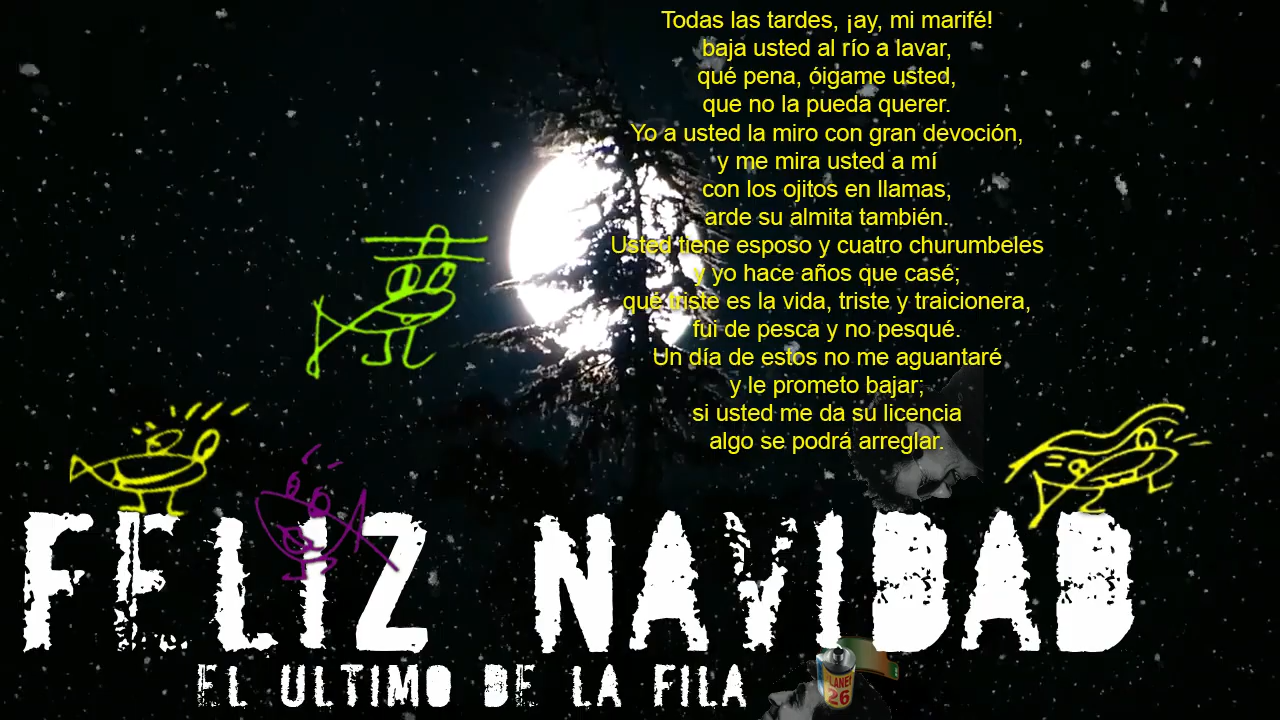 Todas las tardes, ¡ay, mi marifé!
baja usted al río a lavar,
qué pena, óigame usted,
que no la pueda querer.
Yo a usted la miro con gran devoción,
y me mira usted a mí
con los ojitos en llamas;
arde su almita también.
Usted tiene esposo y cuatro churumbeles
y yo hace años que casé;
qué triste es la vida, triste y traicionera,
fui de pesca y no pesqué.
Un día de estos no me aguantaré
y le prometo bajar;
si usted me da su licencia
algo se podrá arreglar.
FELIZ NAVIDAD
EL ULTIMO DE LA FILA
26